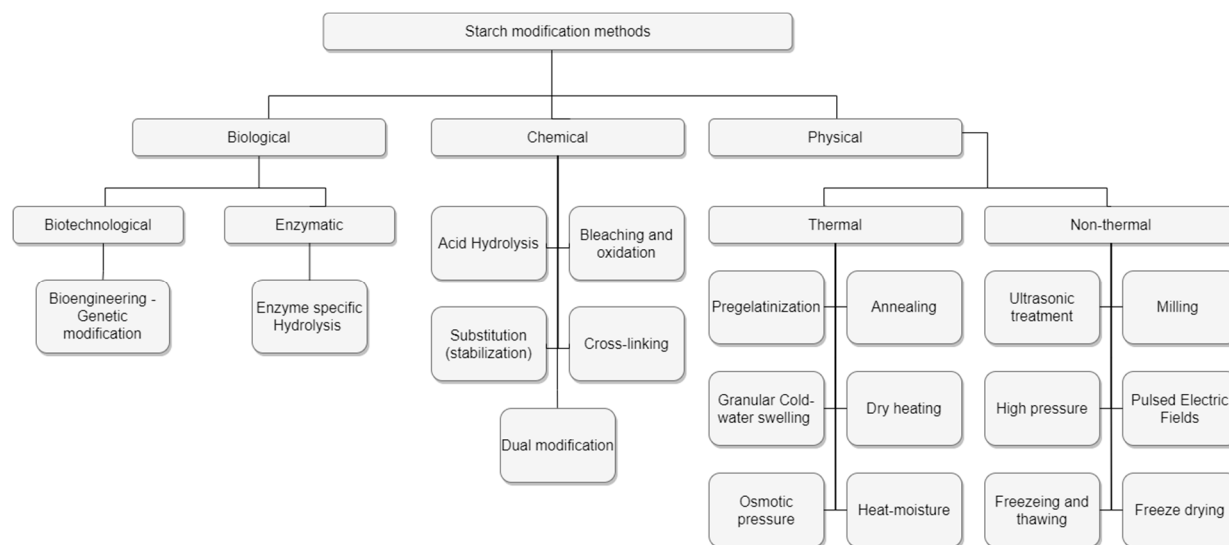 Starch modification methods
Biological
Chemical
Physical
Biotechnological
Enzymatic
Thermal
Non-thermal
Bioengineering -
Genetic
modification
Enzyme specific
Hydrolysis
Acid Hydrolysis
Bleaching and
oxidation
Substitution
(stabilization)
Cross-linking
Dual modification
Pregelatinization
Annealing
Granular Cold-
water swelling
Dry heating
Osmotic
pressure
Heat-moisture
Ultrasonic
treatment
Milling
High pressure
Pulsed Electric
Fields
Freezeing and
thawing
Freeze drying